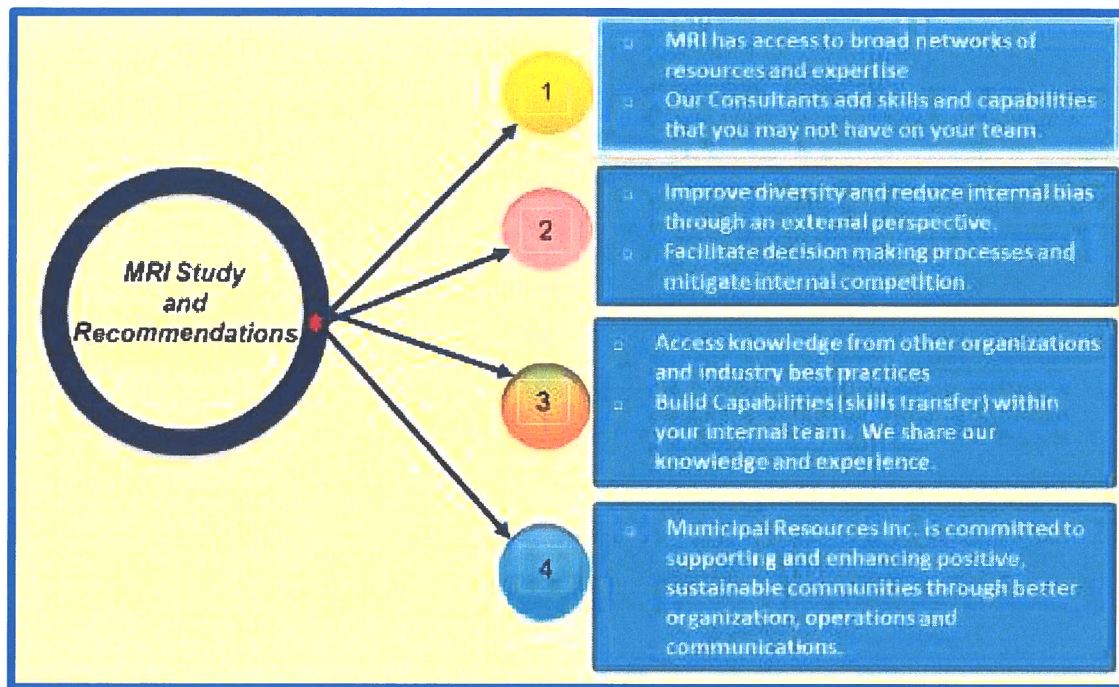 MRI Study
and
Recommendations
1
MRI has access to broad networks of
resources and expertise
Our Consultants add skills and capabilities
that you may not have on your team.
2
Improve diversity and reduce internal bias
through an external perspective.
Facilitate decision making processes and
mitigate internal competition.
3
Access knowledge from other organizations
and industry best practices
Build Capabilities (skills transfer) within
your internal team. We share our
knowledge and experience.
4
Municipal Resources Inc. is committed to
supporting and enhancing positive,
sustainable communities through better
organization, operations and
communications.